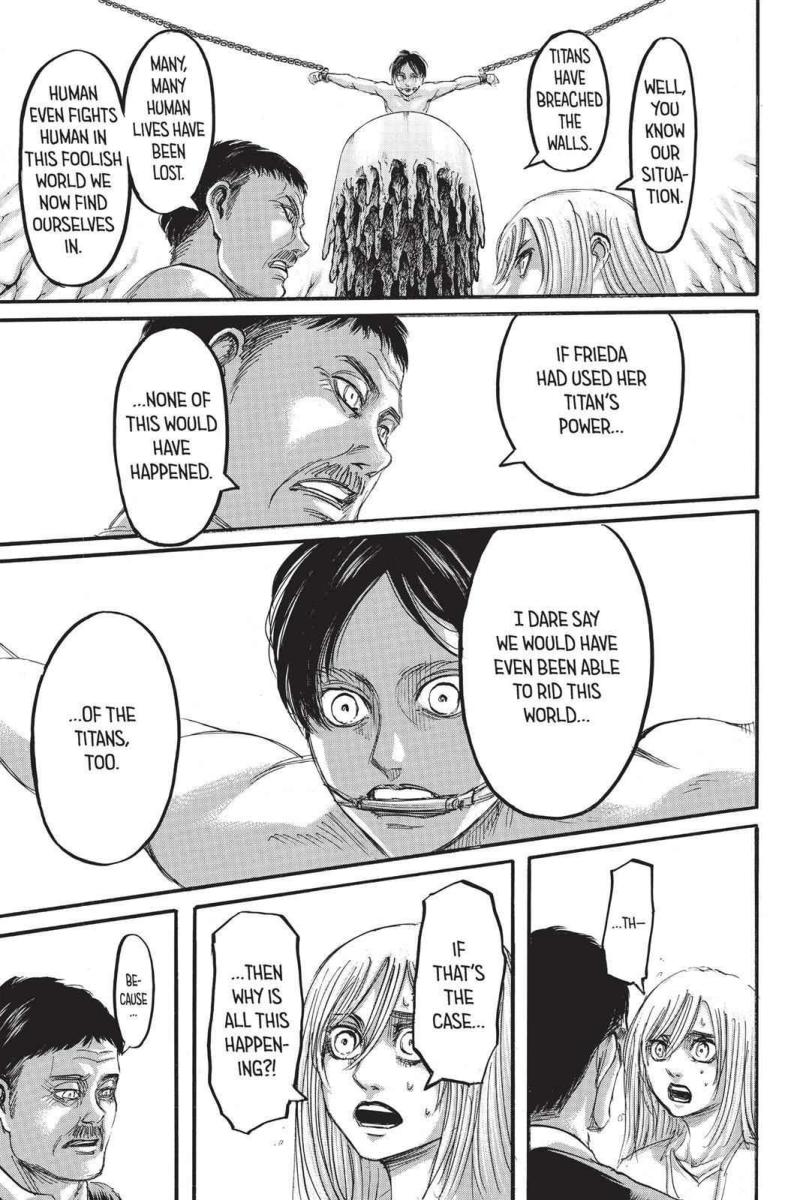 WELL,
YOU
KNOW
OUR
SITUA-
TION.
TITANS
HAVE
BREACHED
THE
WALLS.
MANY,
MANY
HUMAN
LIVES HAVE
BEEN
LOST.
HUMAN
EVEN FIGHTS
HUMAN IN
THIS FOOLISH
WORLD WE
NOW FIND
OURSELVES
IN.
IF FRIEDA
HAD USED HER
TITAN'S
POWER...
...NONE OF
THIS WOULD
HAVE
HAPPENED.
I DARE SAY
WE WOULD HAVE
EVEN BEEN ABLE
TO RID THIS
WORLD...
...OF THE
TITANS,
TOO.
...TH—
IF
THAT'S
THE
CASE...
...THEN
WHY IS
ALL THIS
HAPPEN-
ING?!
BE-
CAUSE
...